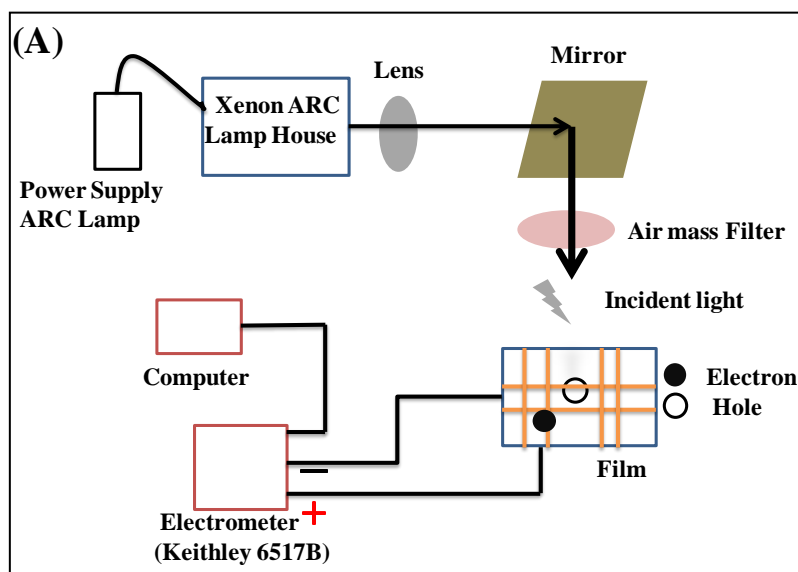 (A)
Xenon ARC
Lamp House
Lens
Mirror
Power Supply
ARC Lamp
Air mass Filter
Incident light
Computer
Electron
Hole
Film
−
+
Electrometer
(Keithley 6517B)